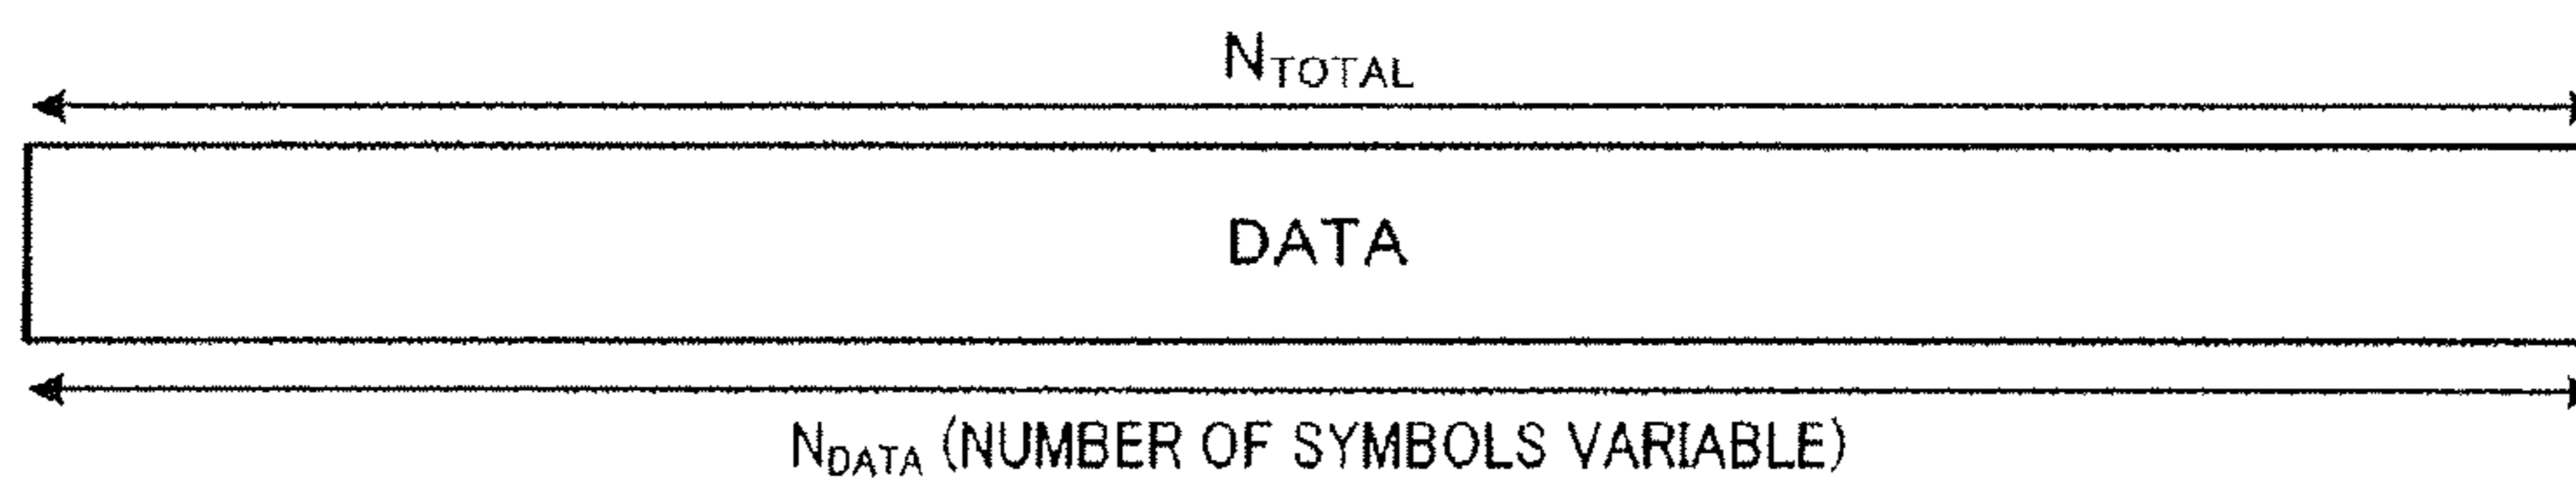 NTOTAL
DATA
NDATA (NUMBER OF SYMBOLS VARIABLE)